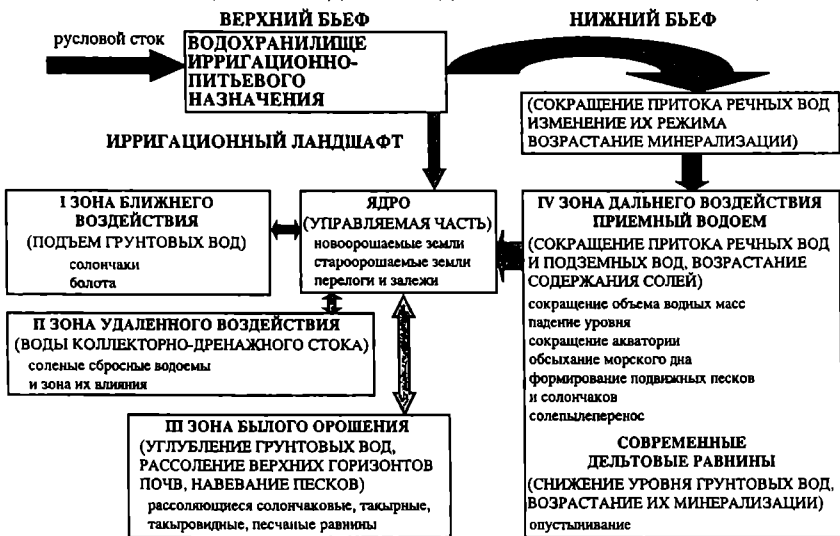 ВЕРХНИЙ БЬЕФ
НИЖНИЙ БЬЕФ
русловой сток
ВОДОХРАНИЛИЩЕ
ИРРИГАЦИОННО-
ПИТЬЕВОГО
НАЗНАЧЕНИЯ
(СОКРАЩЕНИЕ ПРИТОКА РЕЧНЫХ ВОД
ИЗМЕНЕНИЕ ИХ РЕЖИМА
ВОЗРАСТАНИЕ МИНЕРАЛИЗАЦИИ)
ИРРИГАЦИОННЫЙ ЛАНДШАФТ
I ЗОНА БЛИЖНЕГО
ВОЗДЕЙСТВИЯ
(ПОДЪЕМ ГРУНТОВЫХ ВОД)
солончаки
болота
ЯДРО
(УПРАВЛЯЕМАЯ ЧАСТЬ)
новоорошаемые земли
староорошаемые земли
перелоги и залежи
II ЗОНА УДАЛЕННОГО ВОЗДЕЙСТВИЯ
(ВОДЫ КОЛЛЕКТОРНО-ДРЕНАЖНОГО СТОКА)
соленые сбросные водоемы
и зона их влияния
III ЗОНА БЫЛОГО ОРОШЕНИЯ
(УГЛУБЛЕНИЕ ГРУНТОВЫХ ВОД,
РАССОЛЕНИЕ ВЕРХНИХ ГОРИЗОНТОВ
ПОЧВ, НАВЕВАНИЕ ПЕСКОВ)
рассоляющиеся солончаковые, такырные,
такыровидные, песчаные равнины
IV ЗОНА ДАЛЬНЕГО ВОЗДЕЙСТВИЯ
ПРИЕМНЫЙ ВОДОЕМ
(СОКРАЩЕНИЕ ПРИТОКА РЕЧНЫХ ВОД
И ПОДЗЕМНЫХ ВОД, ВОЗРАСТАНИЕ
СОДЕРЖАНИЯ СОЛЕЙ)
сокращение объема водных масс
падение уровня
сокращение акватории
обсыхание морского дна
формирование подвижных песков
и солончаков
солепылеперенос
СОВРЕМЕННЫЕ
ДЕЛЬТОВЫЕ РАВНИНЫ
(СНИЖЕНИЕ УРОВНЯ ГРУНТОВЫХ ВОД,
ВОЗРАСТАНИЕ ИХ МИНЕРАЛИЗАЦИИ)
опустынивание